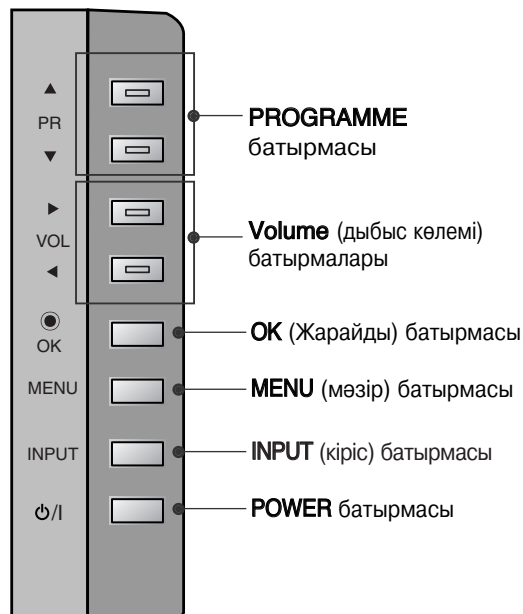 ▲
PR
▼
PROGRAMME
батырмасы
►
VOL
◄
Volume (дыбыс көлемі)
батырмалары
OK
OK (Жарайды) батырмасы
MENU
MENU (мәзір) батырмасы
INPUT
INPUT (кіріс) батырмасы
⏻/I
POWER батырмасы